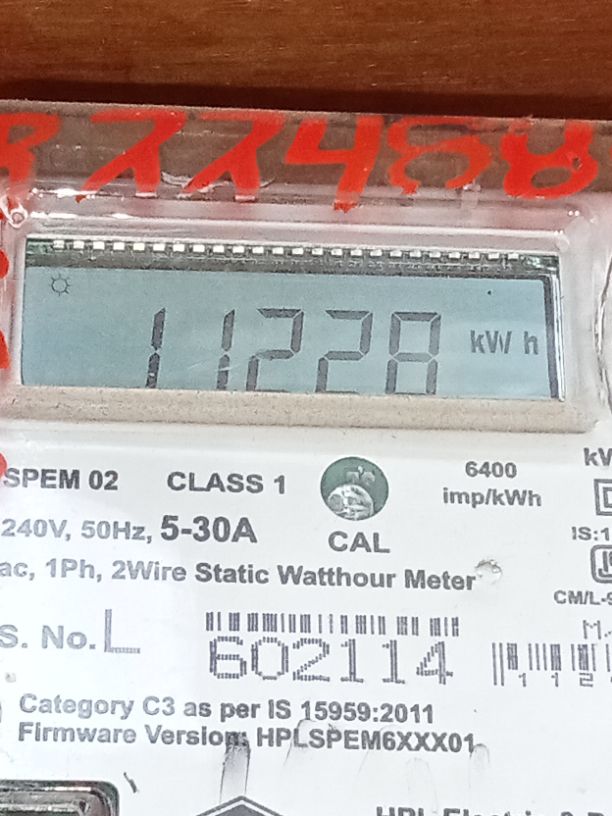 11228 kWh
SPEM 02 CLASS 1 6400
imp/kWh
240V, 50Hz, 5-30A CAL
ac, 1Ph, 2Wire Static Watthour Meter
CM/L-
S. No. L 602114
Category C3 as per IS 15959:2011
Firmware Version: HPLSPEM6XXX01